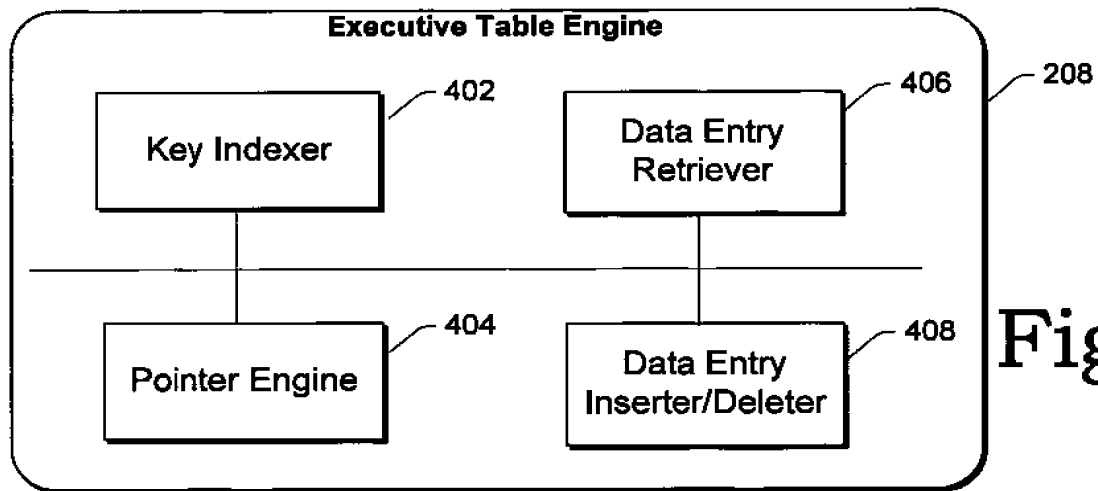 Executive Table Engine
402
406
208
Key Indexer
Data Entry
Retriever
404
408
Pointer Engine
Data Entry
Inserter/Deleter